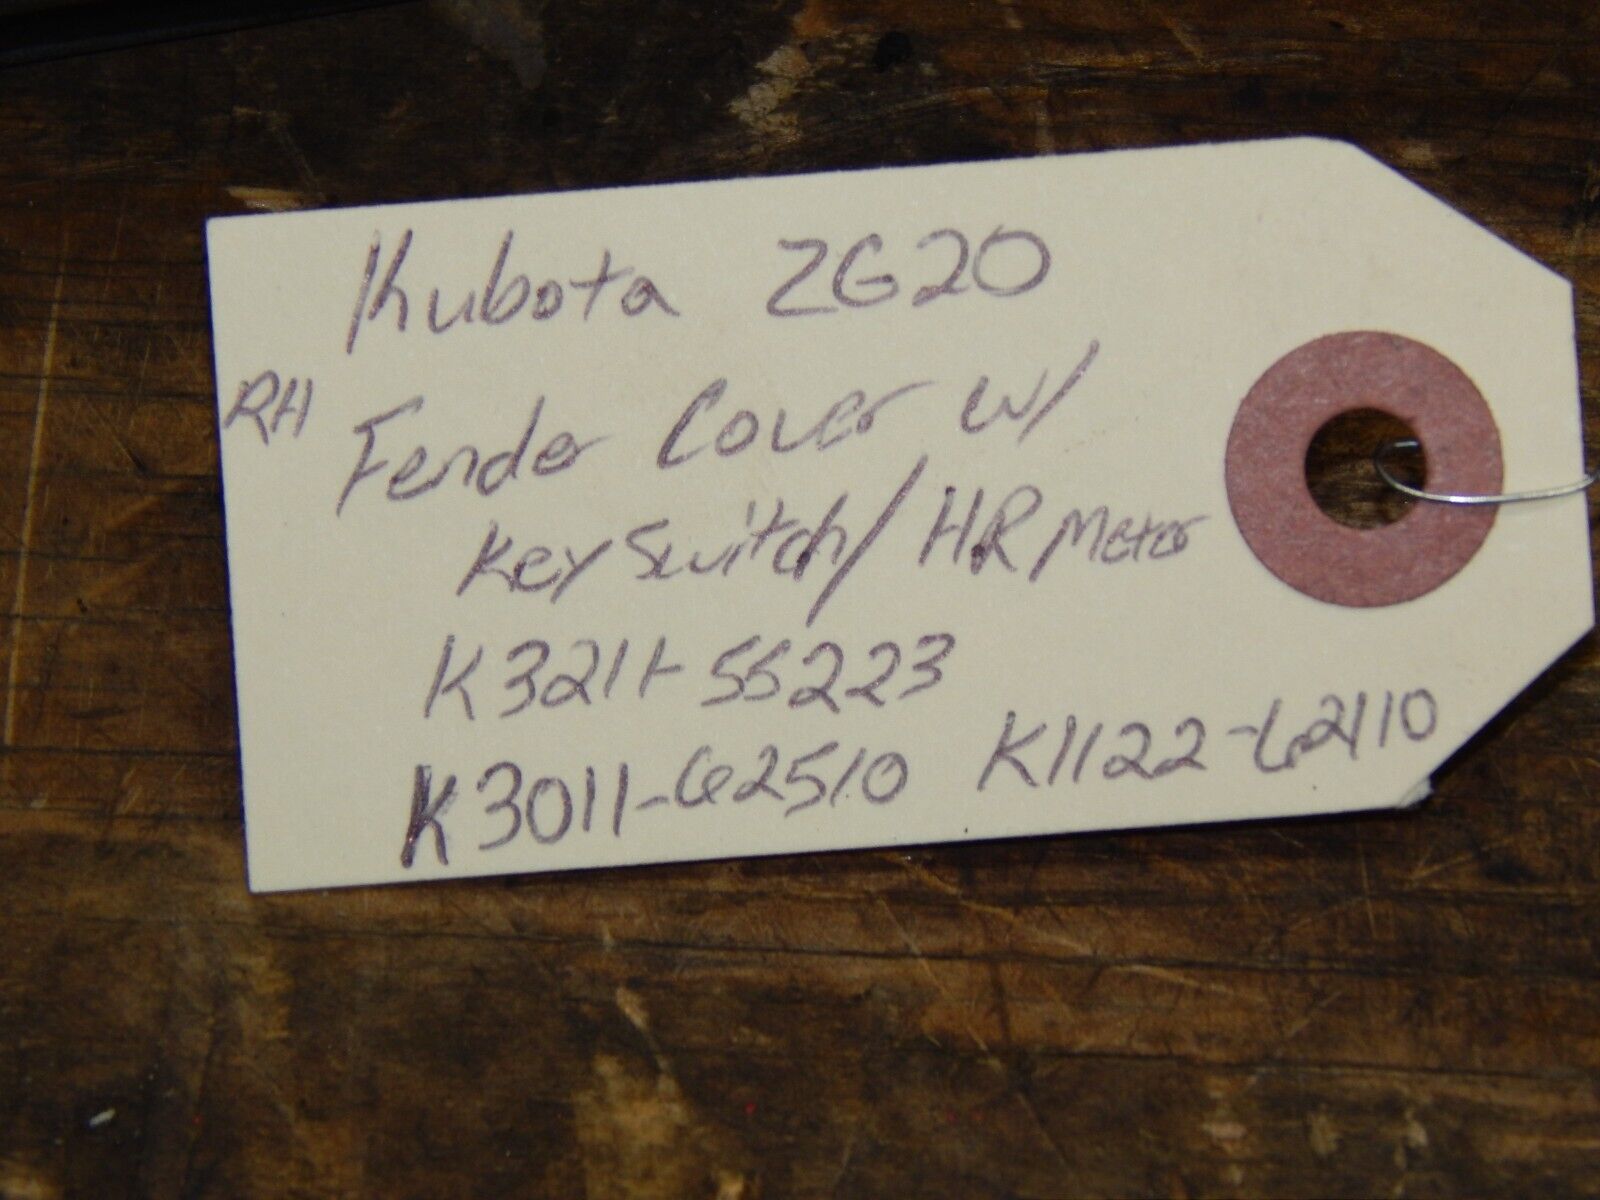 Kubota ZG20
RH Fender Cover w/
Key Switch / HR Meter
K3211-55223
K3011-62510 K1122-62110